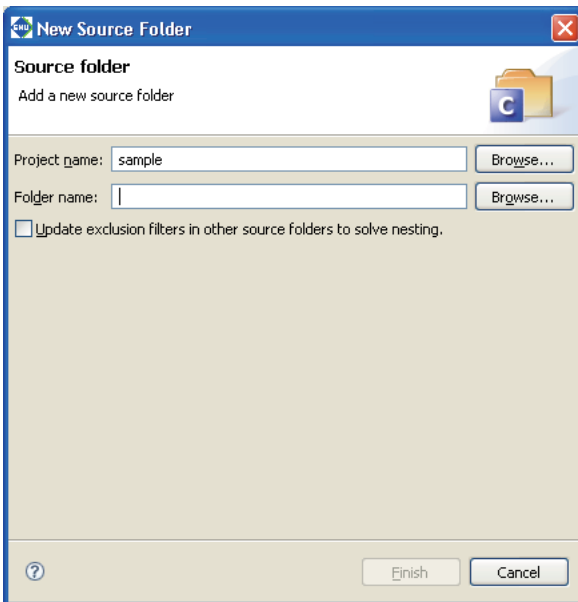 GNU New Source Folder
Source folder
Add a new source folder
C
Project name: sample Browse...
Folder name: Browse...
Update exclusion filters in other source folders to solve nesting.
? Finish Cancel